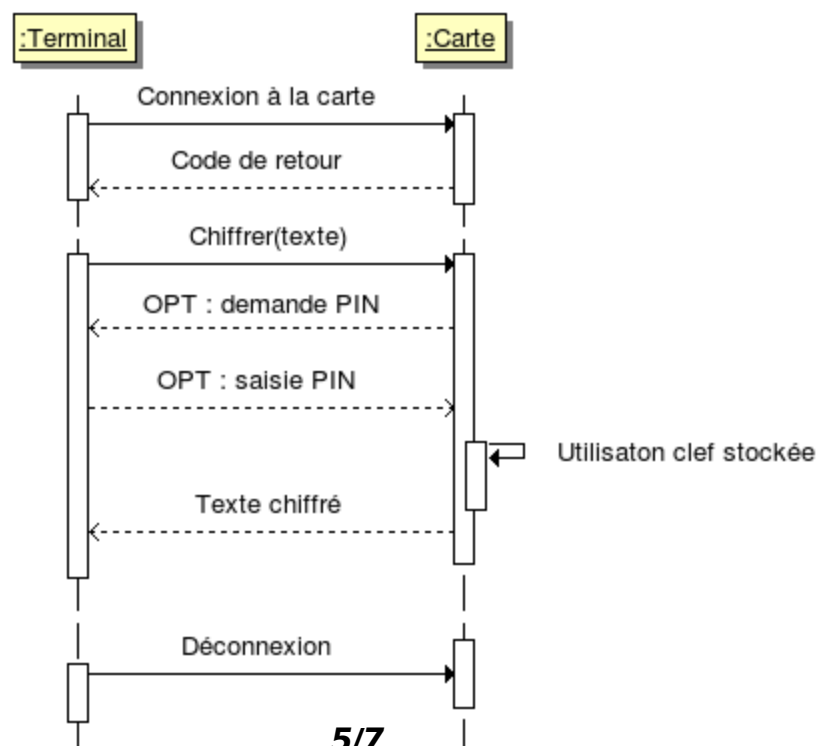 :Terminal
:Carte
Connexion à la carte
Code de retour
Chiffrer(texte)
OPT : demande PIN
OPT : saisie PIN
Utilisaton clef stockée
Texte chiffré
Déconnexion
5/7